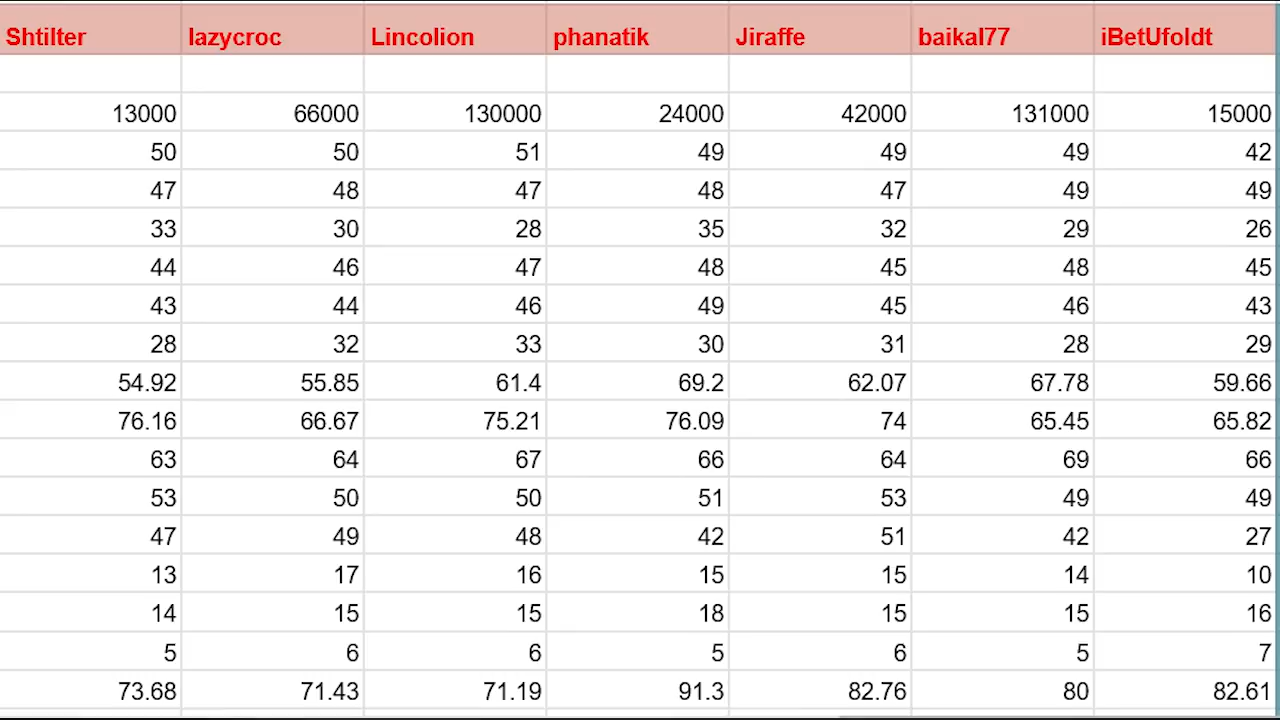 Shtilter lazycroc Lincolion phanatik Jiraffe baikal77 iBetUfoldt
13000 66000 130000 24000 42000 131000 15000
50 50 51 49 49 49 42
47 48 47 48 47 49 49
33 30 28 35 32 29 26
44 46 47 48 45 48 45
43 44 46 49 45 46 43
28 32 33 30 31 28 29
54.92 55.85 61.4 69.2 62.07 67.78 59.66
76.16 66.67 75.21 76.09 74 65.45 65.82
63 64 67 66 64 69 66
53 50 50 51 53 49 49
47 49 48 42 51 42 27
13 17 16 15 15 14 10
14 15 15 18 15 15 16
5 6 6 5 6 5 7
73.68 71.43 71.19 91.3 82.76 80 82.61